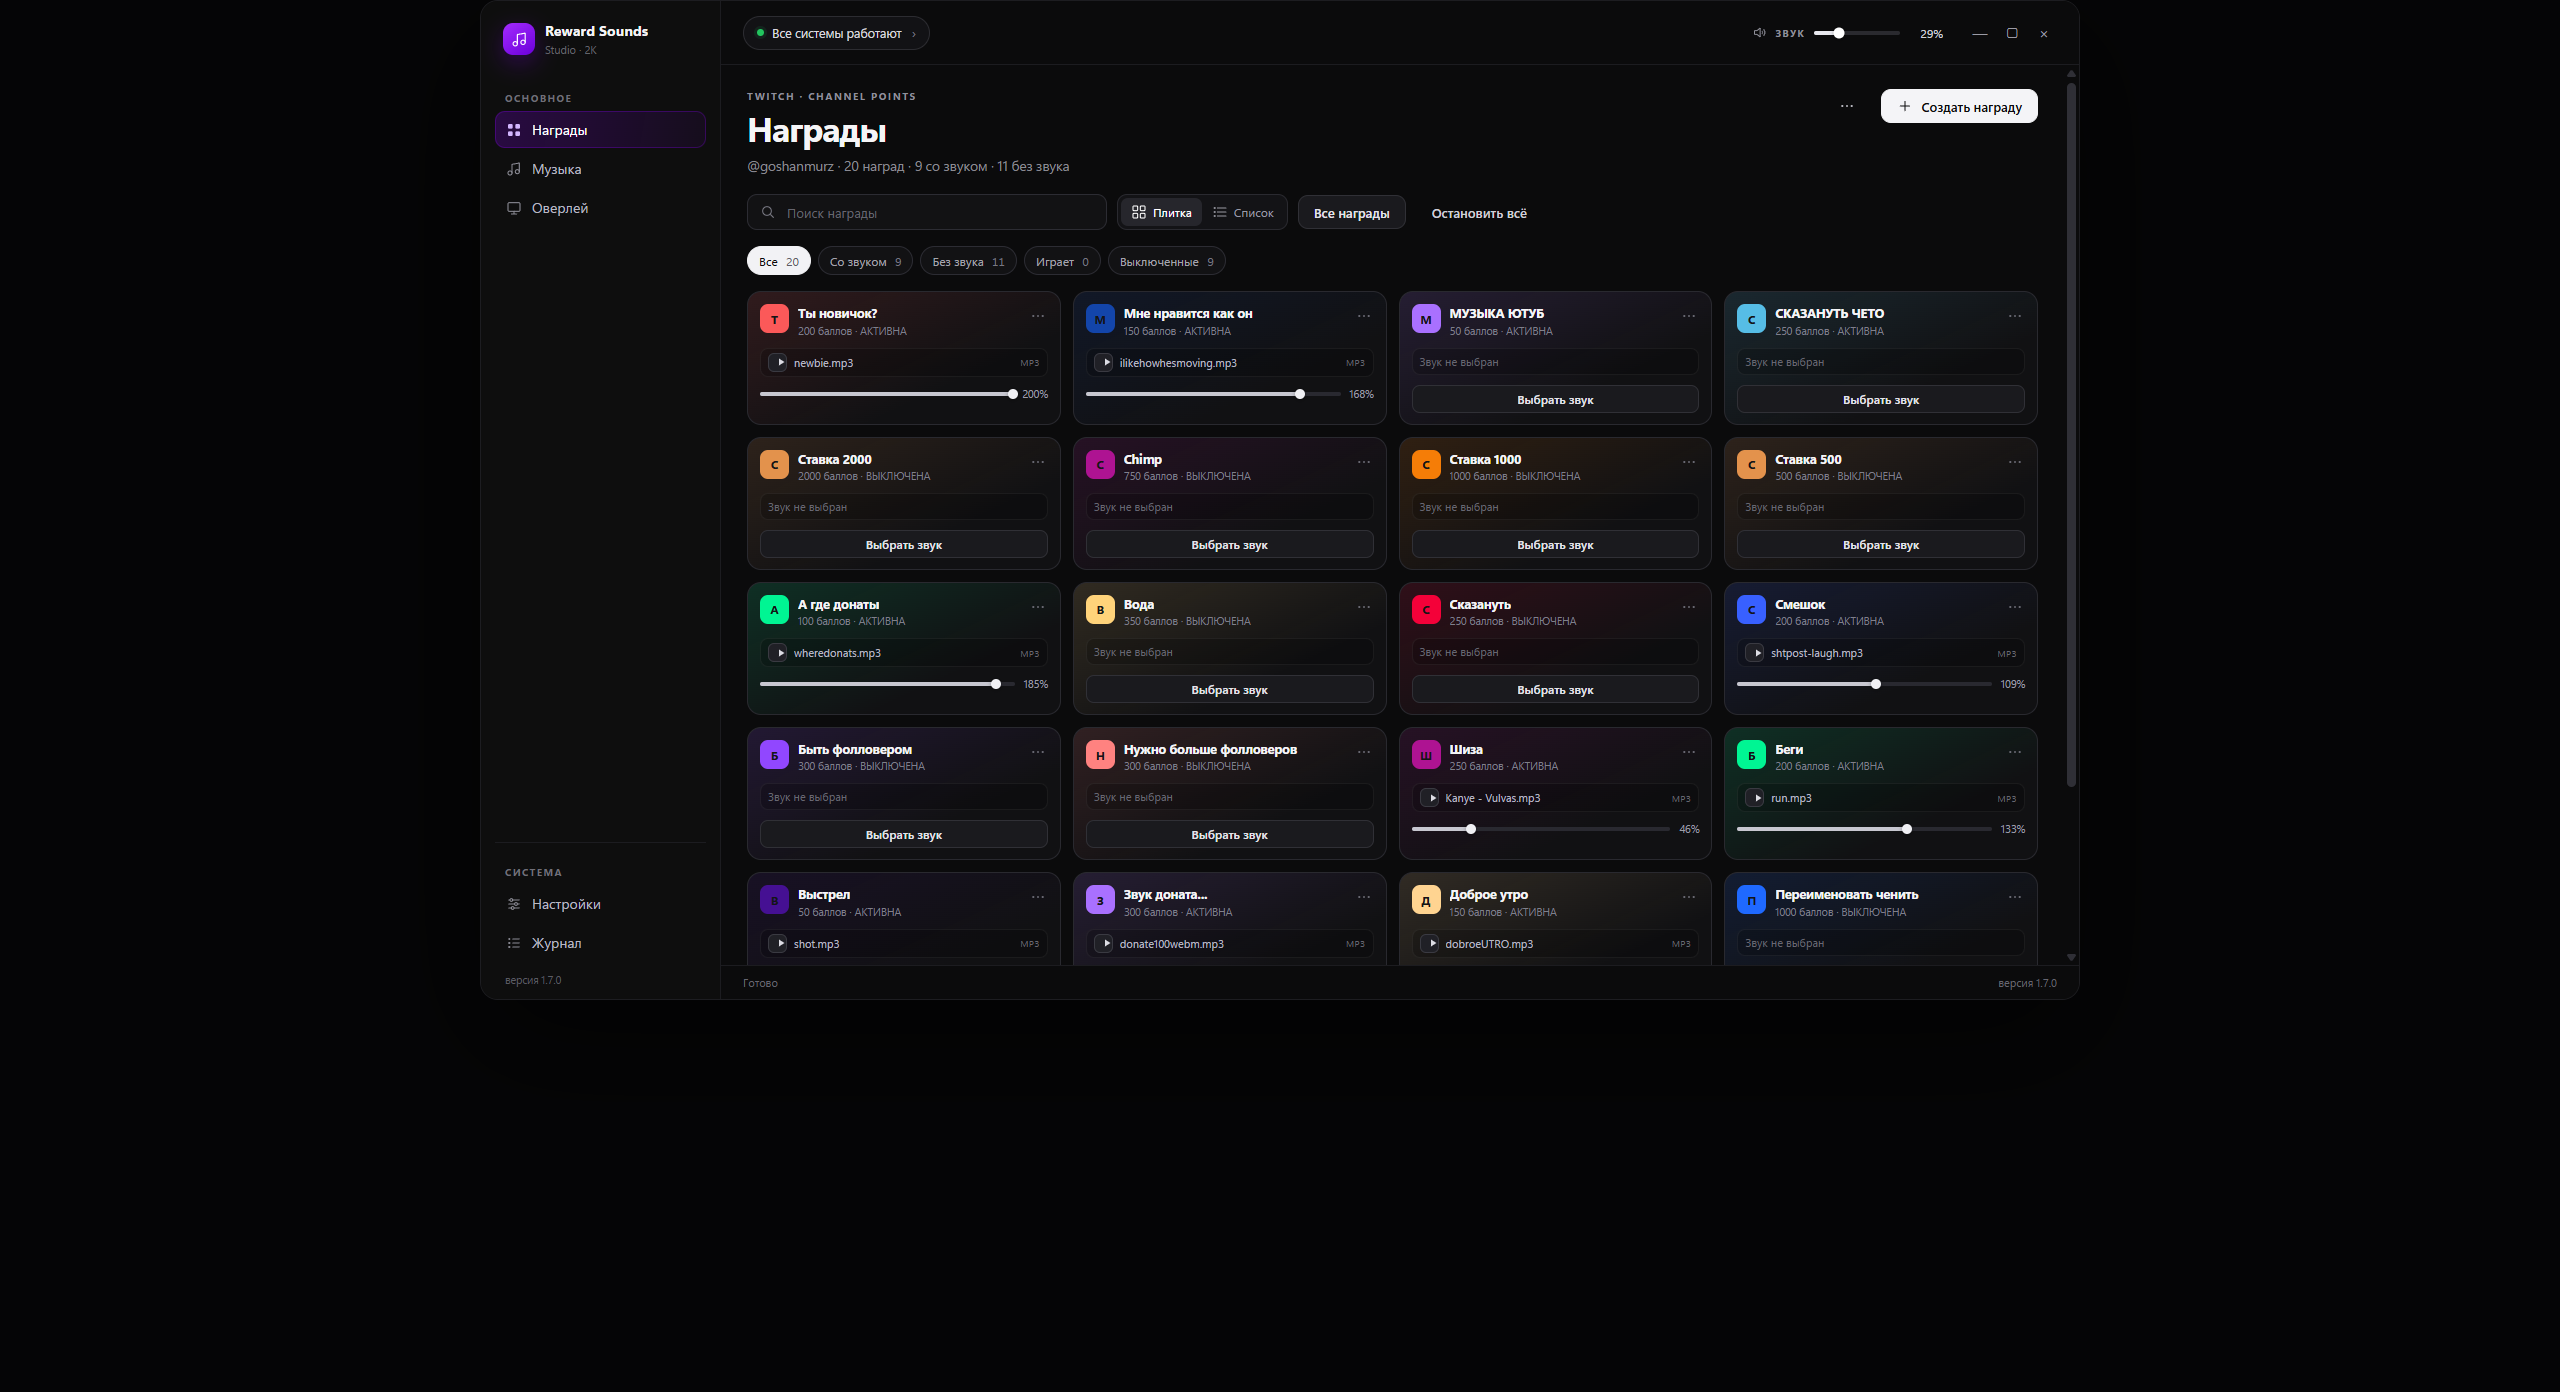 Reward Sounds
Studio · 2K
ОСНОВНОЕ
Награды
Музыка
Оверлей
СИСТЕМА
Настройки
Журнал
версия 1.7.0
Все системы работают ›
ЗВУК 29%
TWITCH · CHANNEL POINTS
Награды
@goshanmurz · 20 наград · 9 со звуком · 11 без звука
Создать награду
Поиск награды
Плитка Список Все награды Остановить всё
Все 20 Со звуком 9 Без звука 11 Играет 0 Выключенные 9
Т Ты новичок?
200 баллов · АКТИВНА
newbie.mp3 MP3
200%
М Мне нравится как он
150 баллов · АКТИВНА
ilikehowhesmoving.mp3 MP3
168%
М МУЗЫКА ЮТУБ
50 баллов · АКТИВНА
Звук не выбран
Выбрать звук
С СКАЗАНУТЬ ЧЕТО
250 баллов · АКТИВНА
Звук не выбран
Выбрать звук
С Ставка 2000
2000 баллов · ВЫКЛЮЧЕНА
Звук не выбран
Выбрать звук
C Chimp
750 баллов · ВЫКЛЮЧЕНА
Звук не выбран
Выбрать звук
С Ставка 1000
1000 баллов · ВЫКЛЮЧЕНА
Звук не выбран
Выбрать звук
С Ставка 500
500 баллов · ВЫКЛЮЧЕНА
Звук не выбран
Выбрать звук
А А где донаты
100 баллов · АКТИВНА
wheredonats.mp3 MP3
185%
В Вода
350 баллов · ВЫКЛЮЧЕНА
Звук не выбран
Выбрать звук
С Сказануть
250 баллов · ВЫКЛЮЧЕНА
Звук не выбран
Выбрать звук
С Смешок
200 баллов · АКТИВНА
shtpost-laugh.mp3 MP3
109%
Б Быть фолловером
300 баллов · ВЫКЛЮЧЕНА
Звук не выбран
Выбрать звук
Н Нужно больше фолловеров
300 баллов · ВЫКЛЮЧЕНА
Звук не выбран
Выбрать звук
Ш Шиза
250 баллов · АКТИВНА
Kanye - Vulvas.mp3 MP3
46%
Б Беги
200 баллов · АКТИВНА
run.mp3 MP3
133%
В Выстрел
50 баллов · АКТИВНА
shot.mp3 MP3
З Звук доната...
300 баллов · АКТИВНА
donate100webm.mp3 MP3
Д Доброе утро
150 баллов · АКТИВНА
dobroeUTRO.mp3 MP3
П Переименовать ченить
1000 баллов · ВЫКЛЮЧЕНА
Звук не выбран
Готово
версия 1.7.0